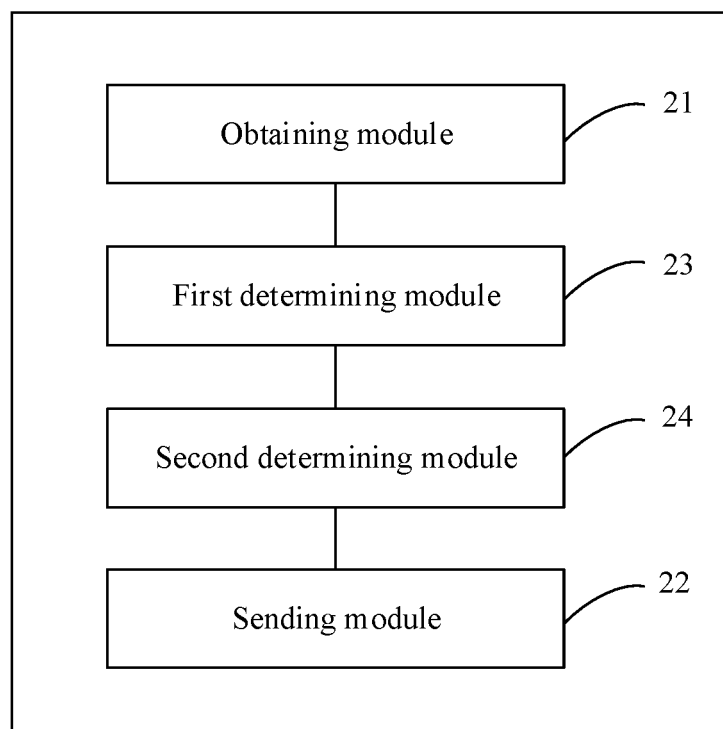 21
Obtaining module
23
First determining module
24
Second determining module
22
Sending module